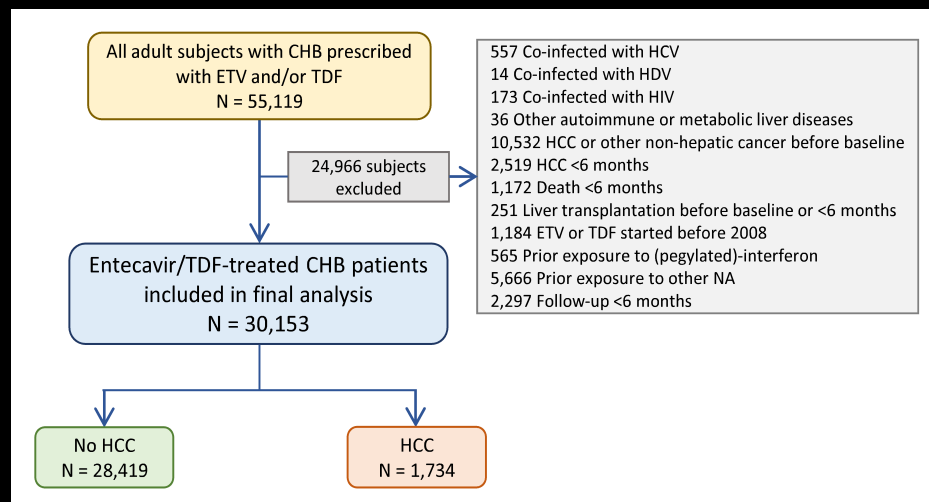 All adult subjects with CHB prescribed
with ETV and/or TDF
N = 55,119
24,966 subjects
excluded
557 Co-infected with HCV
14 Co-infected with HDV
173 Co-infected with HIV
36 Other autoimmune or metabolic liver diseases
10,532 HCC or other non-hepatic cancer before baseline
2,519 HCC <6 months
1,172 Death <6 months
251 Liver transplantation before baseline or <6 months
1,184 ETV or TDF started before 2008
565 Prior exposure to (pegylated)-interferon
5,666 Prior exposure to other NA
2,297 Follow-up <6 months
Entecavir/TDF-treated CHB patients
included in final analysis
N = 30,153
No HCC
N = 28,419
HCC
N = 1,734